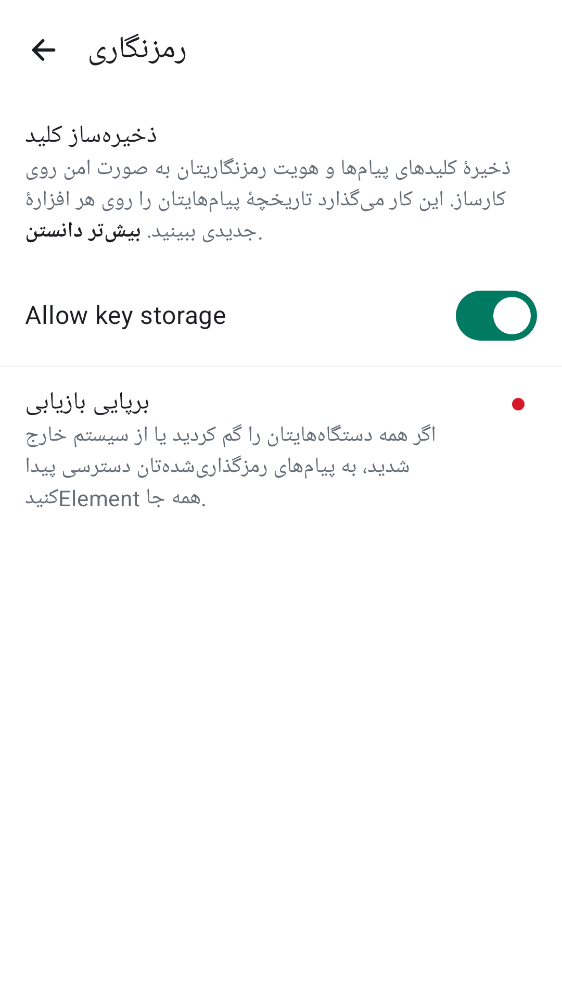 رمزنگاری
ذخیره‌ساز کلید
ذخیرهٔ کلیدهای پیام‌ها و هویت رمزنگاریتان به صورت امن روی
کارساز. این کار می‌گذارد تاریخچهٔ پیام‌هایتان را روی هر افزارهٔ
جدیدی ببینید. بیش‌تر دانستن.
Allow key storage
برپایی بازیابی
اگر همه دستگاه‌هایتان را گم کردید یا از سیستم خارج
شدید، به پیام‌های رمزگذاری‌شده‌تان دسترسی پیدا
کنیدElement همه جا.